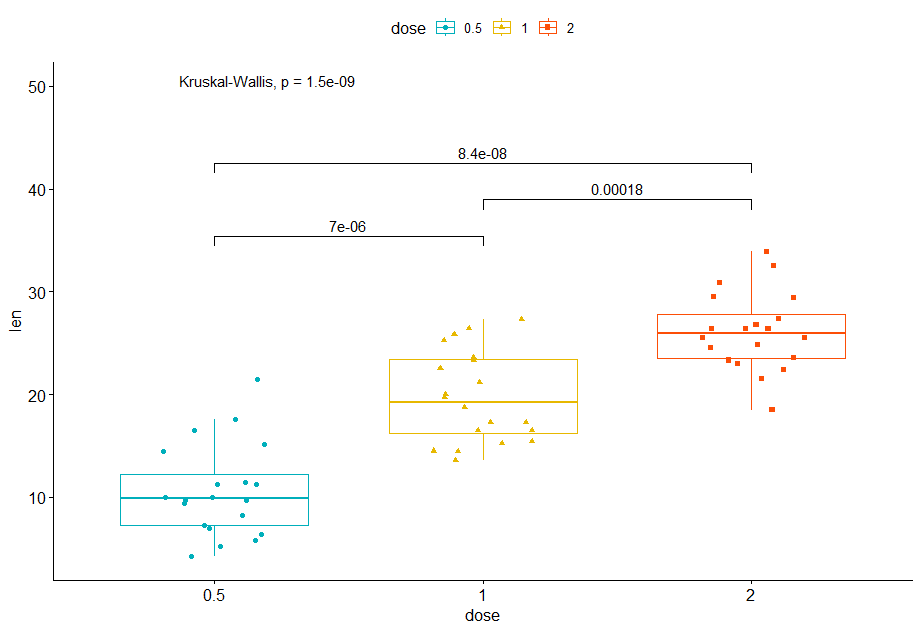 dose 0.5 1 2
Kruskal-Wallis, p = 1.5e-09
50
8.4e-08
40
0.00018
7e-06
30
len
20
10
0.5 1 2
dose